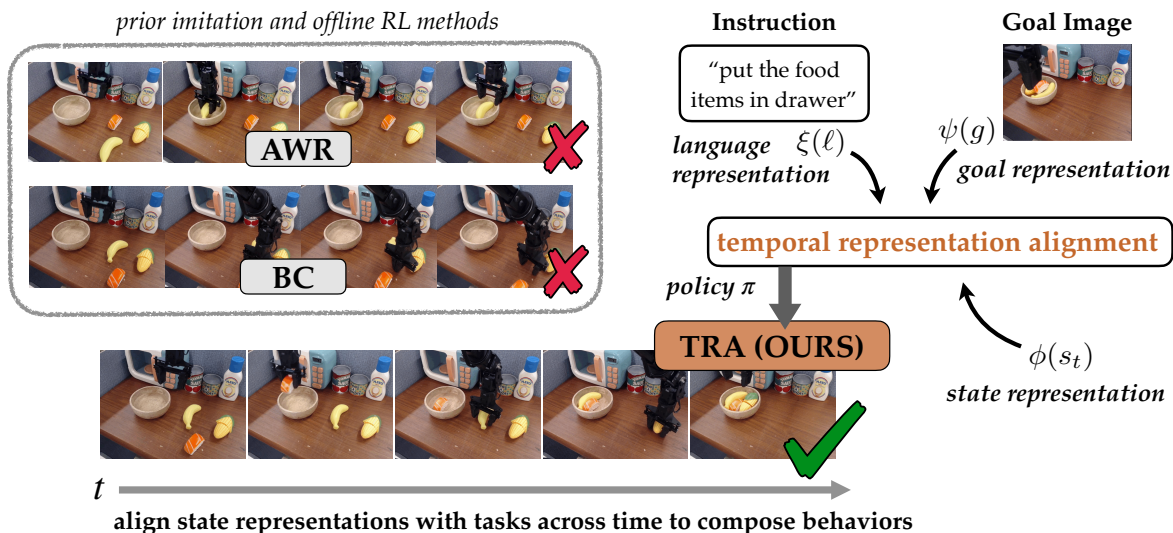 prior imitation and offline RL methods
AWR
BC
Instruction
Goal Image
“put the food
items in drawer”
language
representation
ξ(ℓ)
ψ(g)
goal representation
temporal representation alignment
policy π
TRA (OURS)
ϕ(s_t)
state representation
t
align state representations with tasks across time to compose behaviors